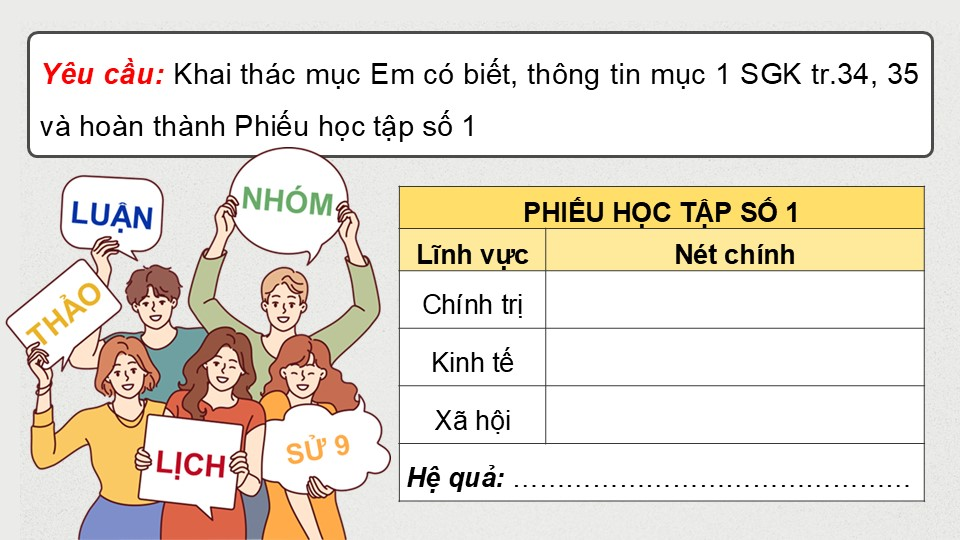 Yêu cầu: Khai thác mục Em có biết, thông tin mục 1 SGK tr.34, 35
và hoàn thành Phiếu học tập số 1
THẢO
LUẬN
NHÓM
LỊCH
SỬ 9
PHIẾU HỌC TẬP SỐ 1
Lĩnh vực Nét chính
Chính trị
Kinh tế
Xã hội
Hệ quả: ……………………………………